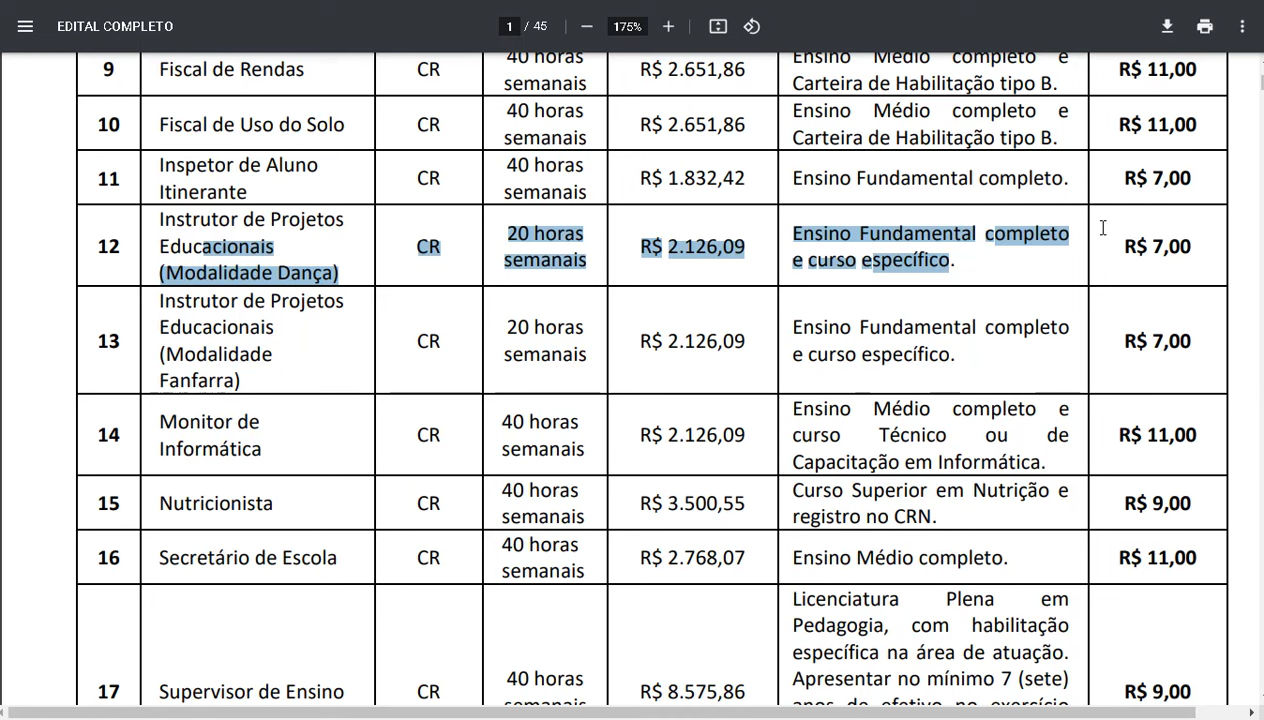 EDITAL COMPLETO
1 / 45
175%
9 Fiscal de Rendas CR 40 horas semanais R$ 2.651,86 Ensino Médio completo e Carteira de Habilitação tipo B. R$ 11,00
10 Fiscal de Uso do Solo CR 40 horas semanais R$ 2.651,86 Ensino Médio completo e Carteira de Habilitação tipo B. R$ 11,00
11 Inspetor de Aluno Itinerante CR 40 horas semanais R$ 1.832,42 Ensino Fundamental completo. R$ 7,00
12 Instrutor de Projetos Educacionais (Modalidade Dança) CR 20 horas semanais R$ 2.126,09 Ensino Fundamental completo e curso específico. R$ 7,00
13 Instrutor de Projetos Educacionais (Modalidade Fanfarra) CR 20 horas semanais R$ 2.126,09 Ensino Fundamental completo e curso específico. R$ 7,00
14 Monitor de Informática CR 40 horas semanais R$ 2.126,09 Ensino Médio completo e curso Técnico ou de Capacitação em Informática. R$ 11,00
15 Nutricionista CR 40 horas semanais R$ 3.500,55 Curso Superior em Nutrição e registro no CRN. R$ 9,00
16 Secretário de Escola CR 40 horas semanais R$ 2.768,07 Ensino Médio completo. R$ 11,00
17 Supervisor de Ensino CR 40 horas semanais R$ 8.575,86 Licenciatura Plena em Pedagogia, com habilitação específica na área de atuação. Apresentar no mínimo 7 (sete) anos de efetivo no exercício R$ 9,00